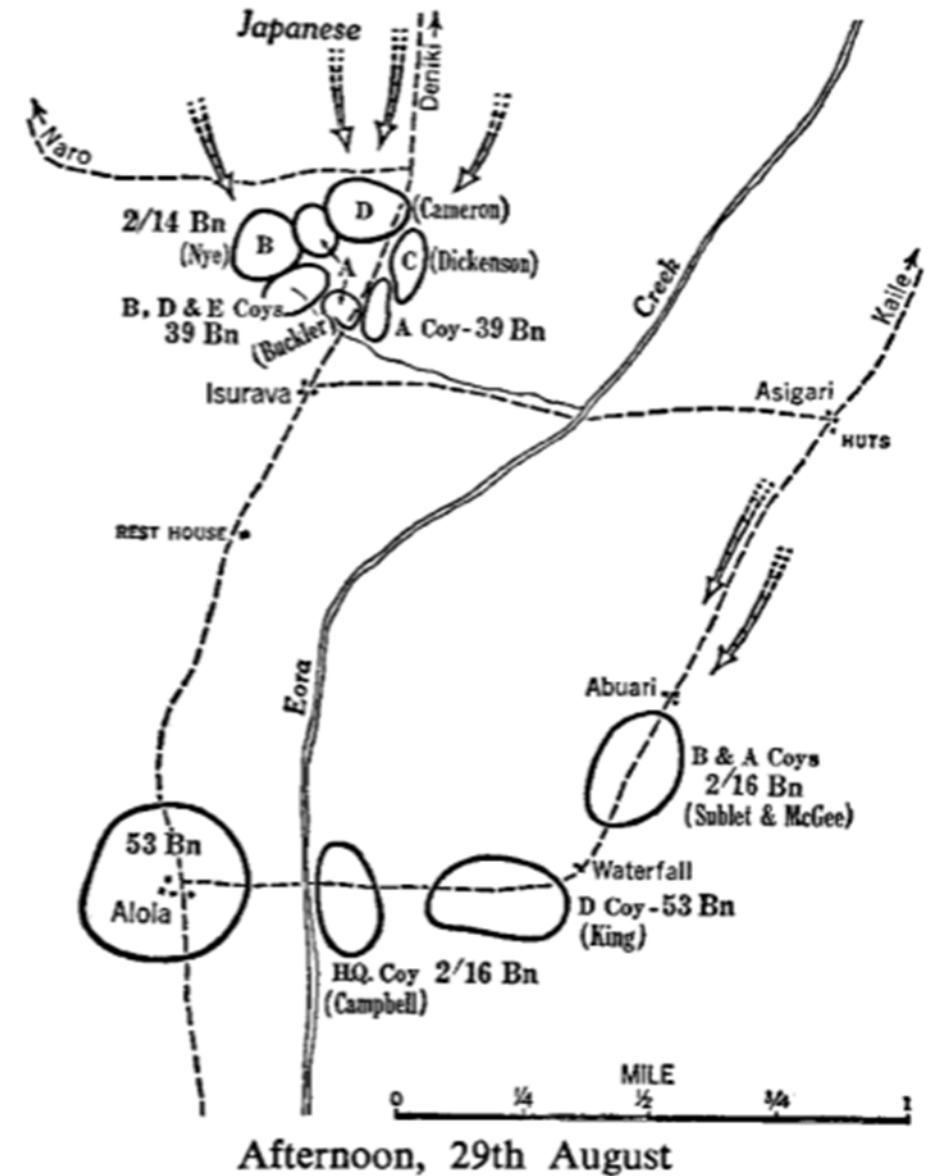 Japanese
Deniki
Naro
2/14 Bn
(Nye)
B
D
(Cameron)
A
C
(Dickenson)
B, D & E Coys
39 Bn
(Buckler)
A Coy-39 Bn
Creek
Kaile
Isurava
Asigari
HUTS
REST HOUSE
Eora
Abuari
B & A Coys
2/16 Bn
(Sublet & McGee)
53 Bn
Alola
Waterfall
D Coy-53 Bn
(King)
H.Q. Coy 2/16 Bn
(Campbell)
MILE
0 1/4 1/2 3/4 1
Afternoon, 29th August